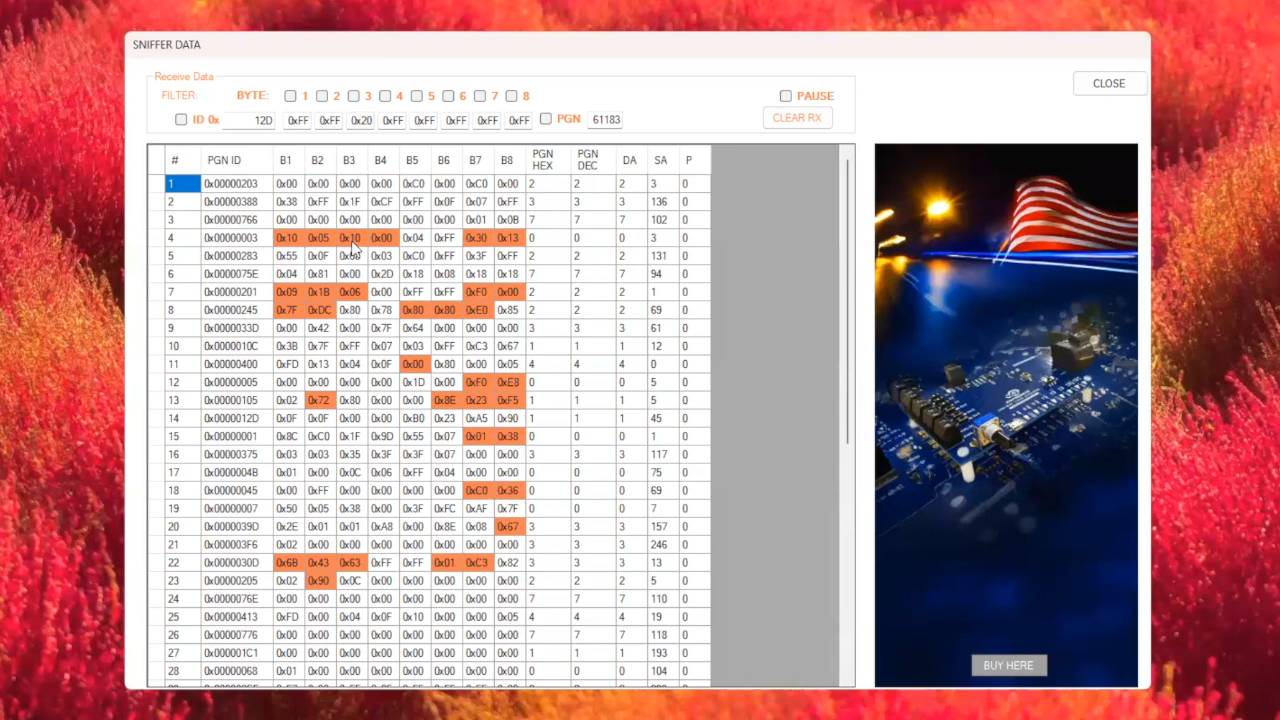 SNIFFER DATA
Receive Data
CLOSE
FILTER: BYTE: 1 2 3 4 5 6 7 8 PAUSE
ID 0x 12D 0xFF 0xFF 0x20 0xFF 0xFF 0xFF 0xFF 0xFF PGN 61183 CLEAR RX
# PGN ID B1 B2 B3 B4 B5 B6 B7 B8 PGN HEX PGN DEC DA SA P
1 0x00000203 0x00 0x00 0x00 0x00 0xC0 0x00 0xC0 0x00 2 2 2 3 0
2 0x00000388 0x38 0xFF 0x1F 0xCF 0xFF 0x0F 0x07 0xFF 3 3 3 136 0
3 0x00000766 0x00 0x00 0x00 0x00 0x00 0x00 0x01 0x0B 7 7 7 102 0
4 0x00000003 0x10 0x05 0x10 0x00 0x04 0xFF 0x30 0x13 0 0 0 3 0
5 0x00000283 0x55 0x0F 0x03 0xC0 0xFF 0x3F 0xFF 2 2 2 131 0
6 0x0000075E 0x04 0x81 0x00 0x2D 0x18 0x08 0x18 0x18 7 7 7 94 0
7 0x00000201 0x09 0x1B 0x06 0x00 0xFF 0xFF 0xF0 0x00 2 2 2 1 0
8 0x00000245 0x7F 0xDC 0x80 0x78 0x80 0x80 0xE0 0x85 2 2 2 69 0
9 0x0000033D 0x00 0x42 0x00 0x7F 0x64 0x00 0x00 0x00 3 3 3 61 0
10 0x0000010C 0x3B 0x7F 0xFF 0x07 0x03 0xFF 0xC3 0x67 1 1 1 12 0
11 0x00000400 0xFD 0x13 0x04 0x0F 0x00 0x80 0x00 0x05 4 4 4 0 0
12 0x00000005 0x00 0x00 0x00 0x00 0x1D 0x00 0xF0 0xE8 0 0 0 5 0
13 0x00000105 0x02 0x72 0x80 0x00 0x00 0x8E 0x23 0xF5 1 1 1 5 0
14 0x0000012D 0x0F 0x0F 0x00 0x00 0xB0 0x23 0xA5 0x90 1 1 1 45 0
15 0x00000001 0x8C 0xC0 0x1F 0x9D 0x55 0x07 0x01 0x38 0 0 0 1 0
16 0x00000375 0x03 0x03 0x35 0x3F 0x3F 0x07 0x00 0x00 3 3 3 117 0
17 0x0000004B 0x01 0x00 0x0C 0x06 0xFF 0x04 0x00 0x00 0 0 0 75 0
18 0x00000045 0x00 0xFF 0x00 0x00 0x00 0x00 0xC0 0x36 0 0 0 69 0
19 0x00000007 0x50 0x05 0x38 0x00 0x3F 0xFC 0xAF 0x7F 0 0 0 7 0
20 0x0000039D 0x2E 0x01 0x01 0xA8 0x00 0x8E 0x08 0x67 3 3 3 157 0
21 0x000003F6 0x02 0x00 0x00 0x00 0x00 0x00 0x00 0x00 3 3 3 246 0
22 0x0000030D 0x6B 0x43 0x63 0xFF 0xFF 0x01 0xC3 0x82 3 3 3 13 0
23 0x00000205 0x02 0x90 0x0C 0x00 0x00 0x00 0x00 0x00 2 2 2 5 0
24 0x0000076E 0x00 0x00 0x00 0x00 0x00 0x00 0x00 0x00 7 7 7 110 0
25 0x00000413 0xFD 0x00 0x04 0x0F 0x10 0x00 0x00 0x05 4 4 4 19 0
26 0x00000776 0x00 0x00 0x00 0x00 0x00 0x00 0x00 0x00 7 7 7 118 0
27 0x000001C1 0x00 0x00 0x00 0x00 0x00 0x00 0x00 0x00 1 1 1 193 0
28 0x00000068 0x01 0x00 0x00 0x00 0x00 0x00 0x00 0x00 0 0 0 104 0
BUY HERE